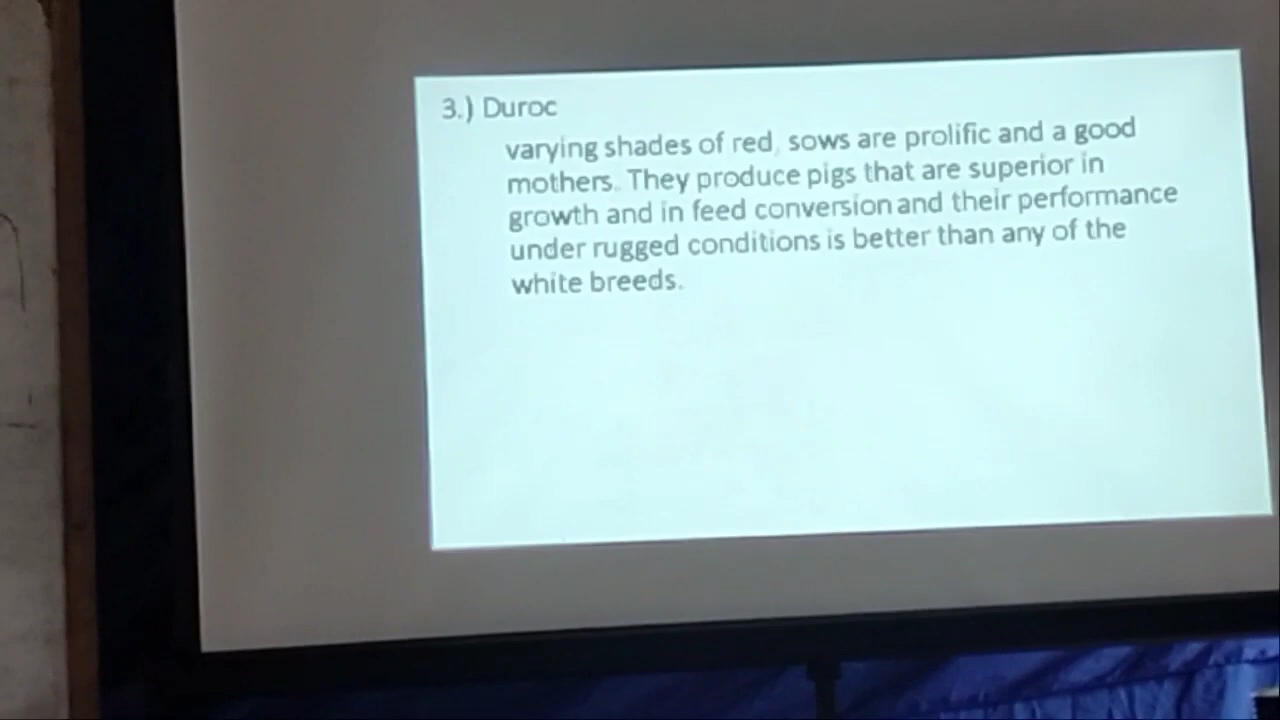 3.) Duroc
varying shades of red, sows are prolific and a good
mothers. They produce pigs that are superior in
growth and in feed conversion and their performance
under rugged conditions is better than any of the
white breeds.